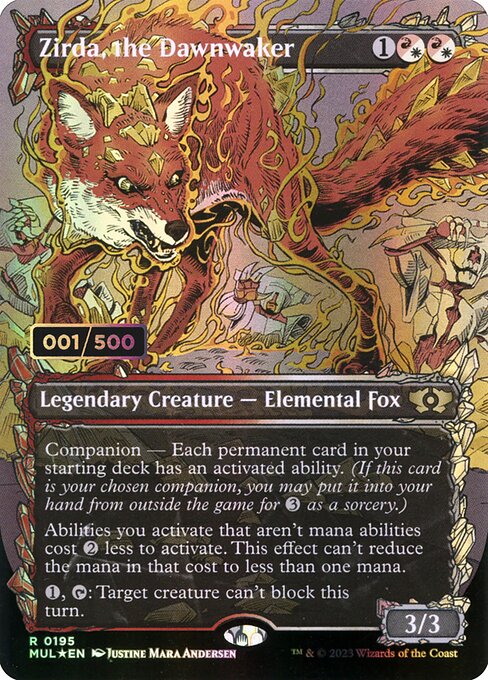 Zirda, the Dawnwaker 1
001/500
Legendary Creature — Elemental Fox
Companion — Each permanent card in your
starting deck has an activated ability. (If this card
is your chosen companion, you may put it into your
hand from outside the game for 3 as a sorcery.)
Abilities you activate that aren't mana abilities
cost 2 less to activate. This effect can't reduce
the mana in that cost to less than one mana.
1, : Target creature can't block this
turn.
3/3
R 0195
MUL★EN Justine Mara Andersen
™ & © 2023 Wizards of the Coast